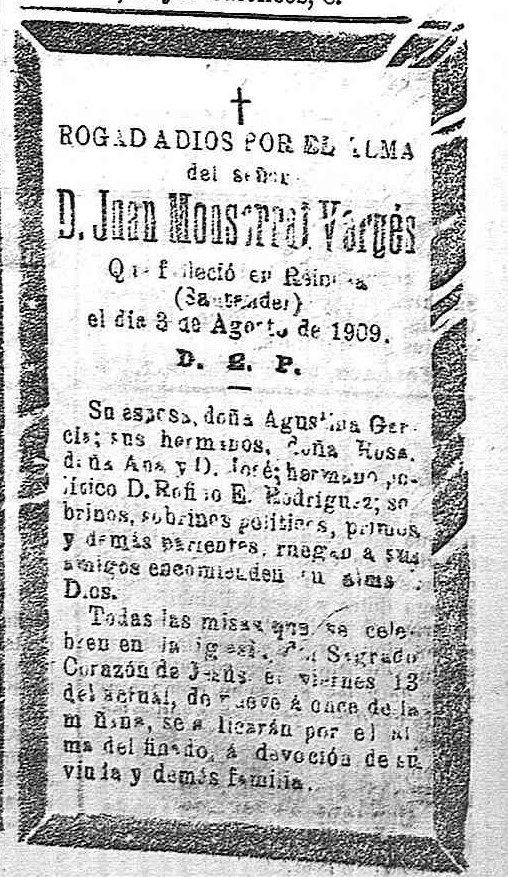 ROGAD A DIOS POR EL ALMA
del señor
D. Juan Monserrat Vargés
Que falleció en Reinosa
(Santander)
el día 3 de Agosto de 1909.
D. E. P.
Su esposa, doña Agustina Gar-
cía; sus hermanos, doña Rosa,
doña Ana y D. José; hermano po-
lítico D. Rofino E. Rodríguez; so-
brinos, sobrinos políticos, primos
y demás parientes, ruegan a sus
amigos encomienden su alma á
Dios.
Todas las misas que se cele-
bren en la iglesia del Sagrado
Corazón de Jesús el viernes 13
del actual, de nueve á once de la
mañana, se aplicarán por el al-
ma del finado, á devoción de su
viuda y demás familia.